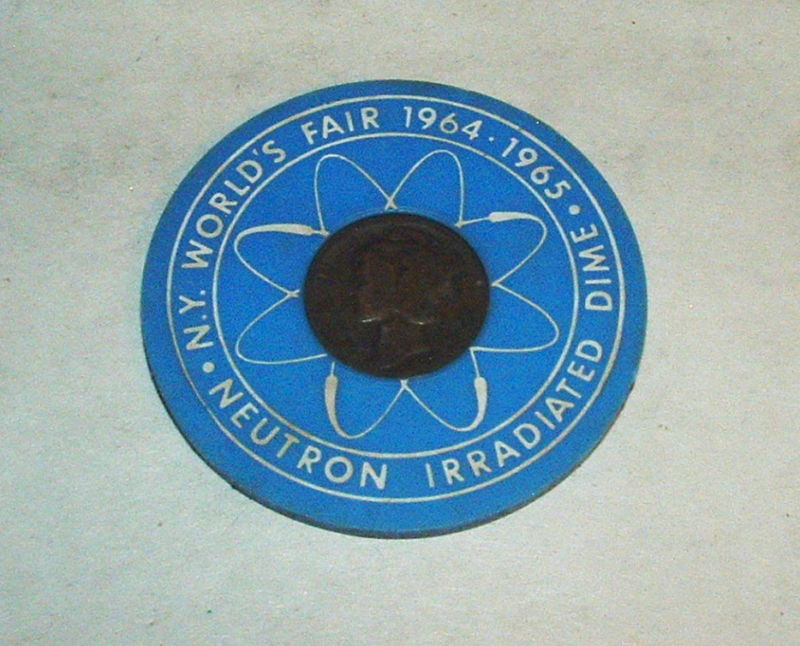 N.Y. WORLD'S FAIR 1964 · 1965
• NEUTRON IRRADIATED DIME •